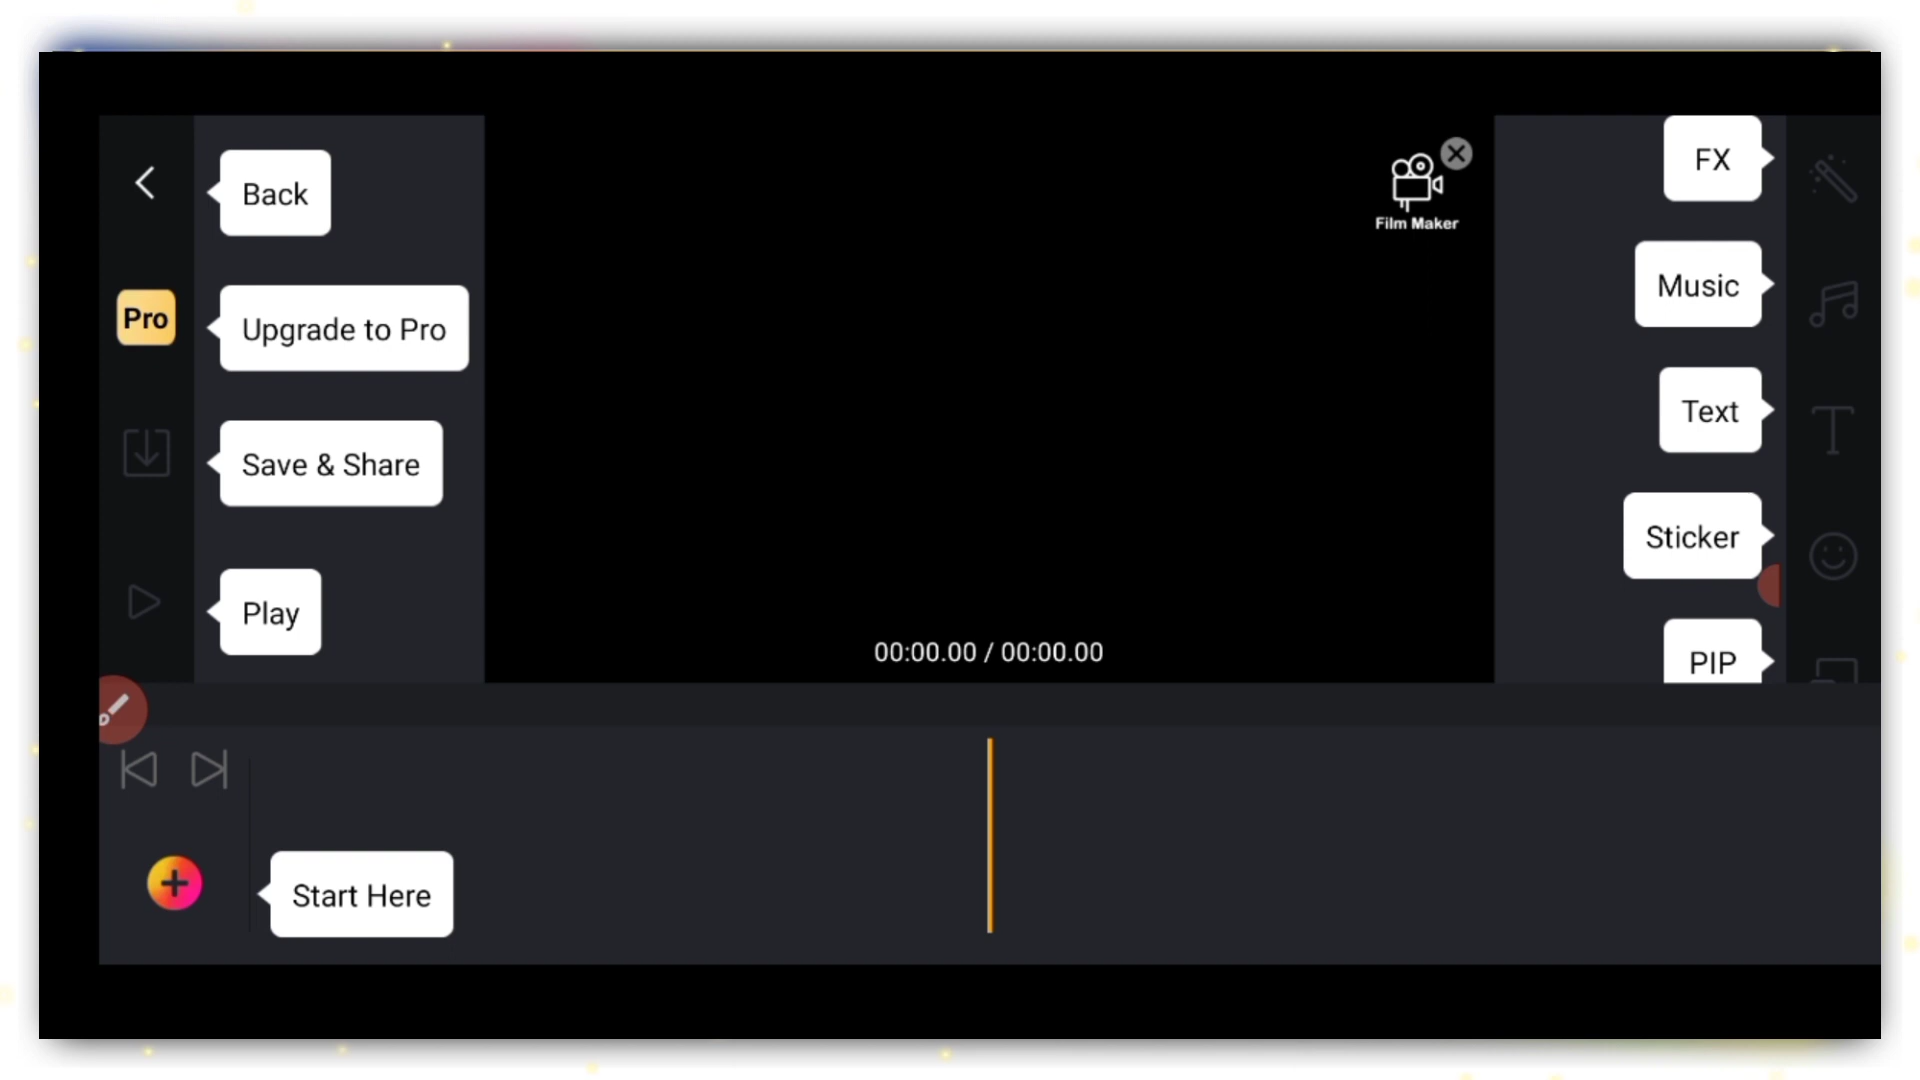 Back
Pro
Upgrade to Pro
Save & Share
Play
Film Maker
00:00.00 / 00:00.00
FX
Music
Text
Sticker
PIP
Start Here